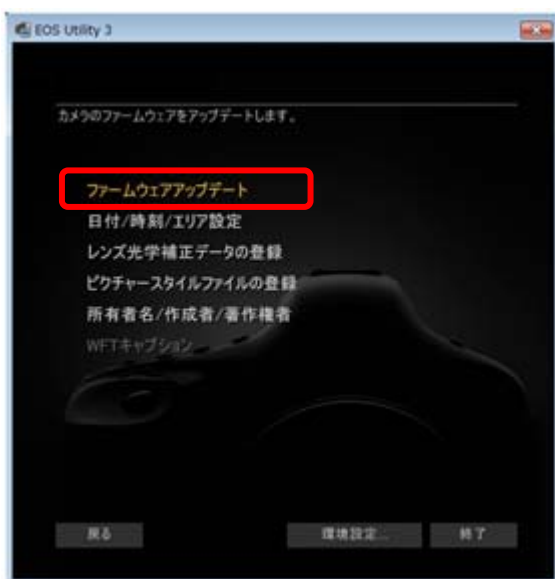 EOS Utility 3
カメラのファームウェアをアップデートします。
ファームウェアアップデート
日付/時刻/エリア設定
レンズ光学補正データの登録
ピクチャースタイルファイルの登録
所有者名/作成者/著作権者
WFTキャプション
戻る
環境設定...
終了